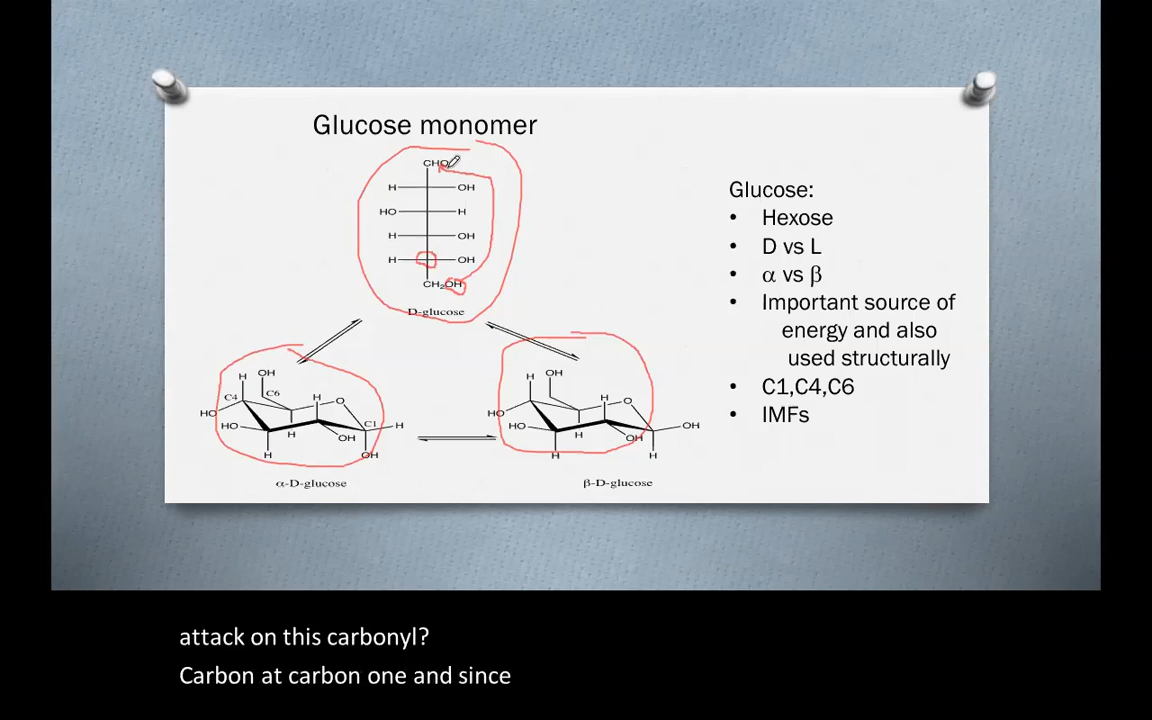 Glucose monomer
CHO
H OH
HO H
H OH
H OH
CH₂OH
D-glucose
Glucose:
• Hexose
• D vs L
• α vs β
• Important source of
energy and also
used structurally
• C1,C4,C6
• IMFs
H OH
C4 C6
H O
HO
HO C1 H
H OH
H OH
α-D-glucose
H OH
H O
HO
HO OH
H OH
H H
β-D-glucose
attack on this carbonyl?
Carbon at carbon one and since